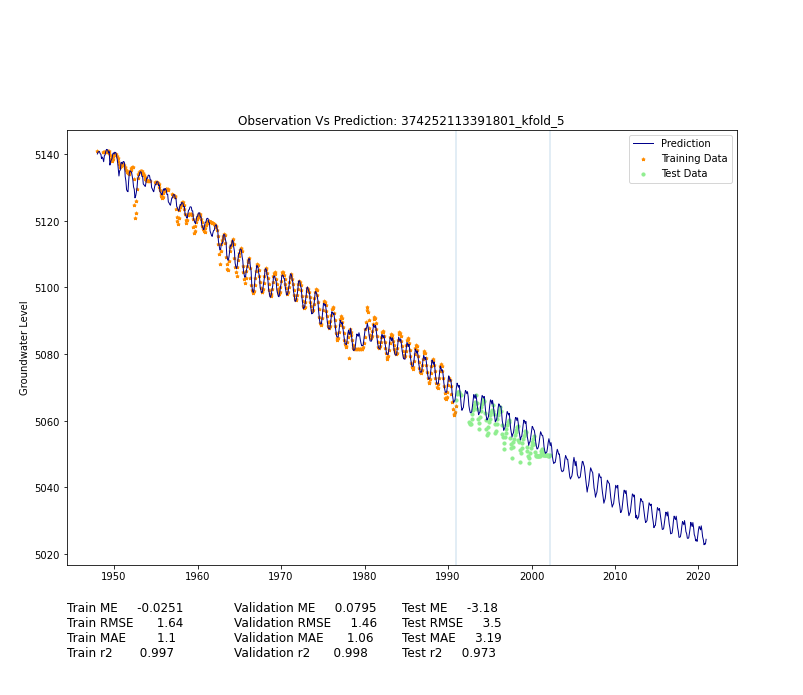 Observation Vs Prediction: 374252113391801_kfold_5
Prediction
Training Data
Test Data
Groundwater Level
5140
5120
5100
5080
5060
5040
5020
1950 1960 1970 1980 1990 2000 2010 2020
Train ME -0.0251 Validation ME 0.0795 Test ME -3.18
Train RMSE 1.64 Validation RMSE 1.46 Test RMSE 3.5
Train MAE 1.1 Validation MAE 1.06 Test MAE 3.19
Train r2 0.997 Validation r2 0.998 Test r2 0.973